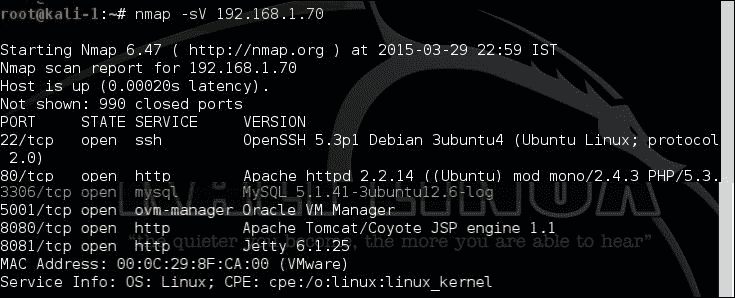 root@kali-1:~# nmap -sV 192.168.1.70
Starting Nmap 6.47 ( http://nmap.org ) at 2015-03-29 22:59 IST
Nmap scan report for 192.168.1.70
Host is up (0.00020s latency).
Not shown: 990 closed ports
PORT STATE SERVICE VERSION
22/tcp open ssh OpenSSH 5.3p1 Debian 3ubuntu4 (Ubuntu Linux; protocol
2.0)
80/tcp open http Apache httpd 2.2.14 ((Ubuntu) mod mono/2.4.3 PHP/5.3.
3306/tcp open mysql MySQL 5.1.41-3ubuntu12.6-log
5001/tcp open ovm-manager Oracle VM Manager
8080/tcp open http Apache Tomcat/Coyote JSP engine 1.1
8081/tcp open http Jetty 6.1.25
MAC Address: 00:0C:29:8F:CA:00 (VMware)
Service Info: OS: Linux; CPE: cpe:/o:linux:linux_kernel
KALI LINUX
quieter become, the more you are able to hear"